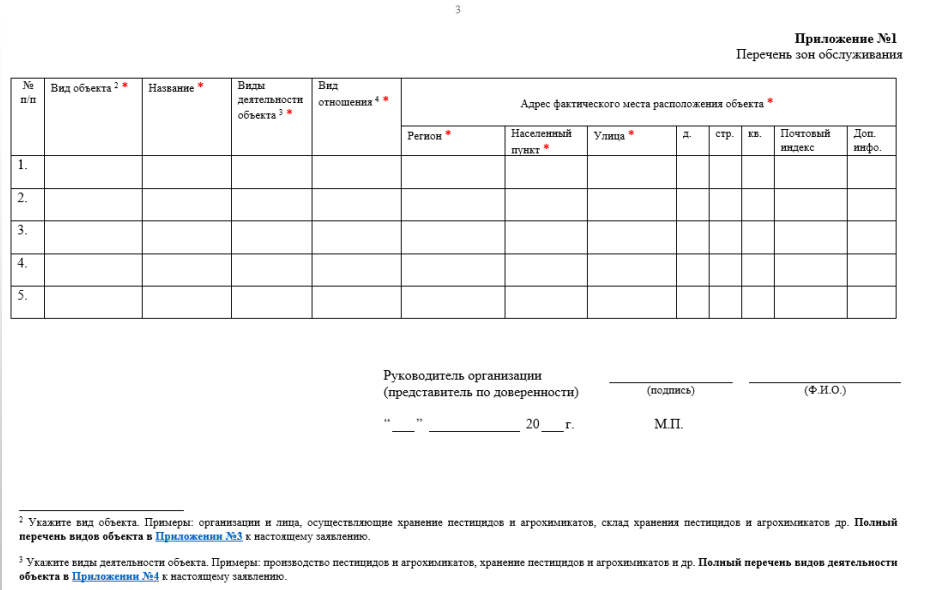 3
Приложение №1
Перечень зон обслуживания
№ п/п
Вид объекта 2 *
Название *
Виды деятельности объекта 3 *
Вид отношения 4 *
Адрес фактического места расположения объекта *
Регион *
Населенный пункт *
Улица *
д.
стр.
кв.
Почтовый индекс
Доп. инфо.
1.
2.
3.
4.
5.
Руководитель организации
(представитель по доверенности)
(подпись)
(Ф.И.О.)
“___” ____________ 20___г.
М.П.
2 Укажите вид объекта. Примеры: организации и лица, осуществляющие хранение пестицидов и агрохимикатов, склад хранения пестицидов и агрохимикатов др. Полный
перечень видов объекта в Приложении №3 к настоящему заявлению.
3 Укажите виды деятельности объекта. Примеры: производство пестицидов и агрохимикатов, хранение пестицидов и агрохимикатов и др. Полный перечень видов деятельности
объекта в Приложении №4 к настоящему заявлению.